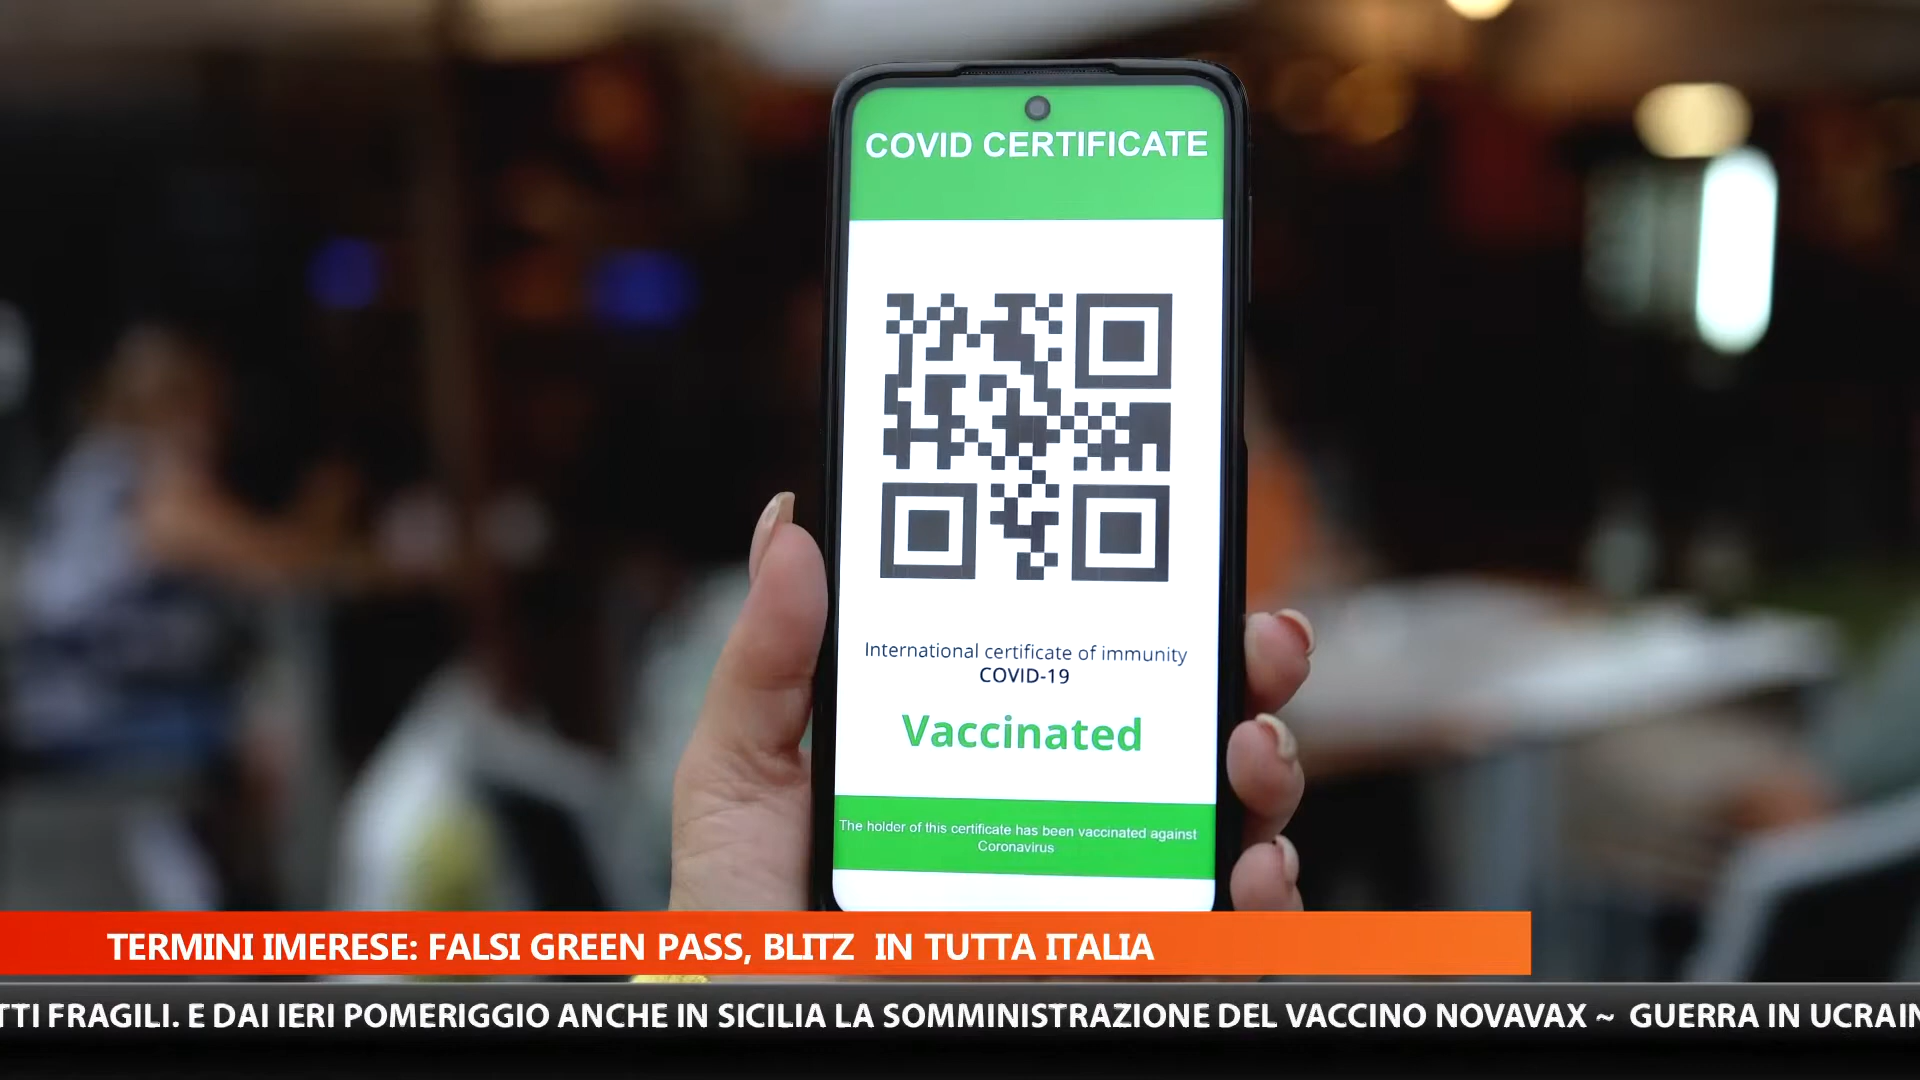 COVID CERTIFICATE
International certificate of immunity
COVID-19
Vaccinated
The holder of this certificate has been vaccinated against
Coronavirus
TERMINI IMERESE: FALSI GREEN PASS, BLITZ IN TUTTA ITALIA
FRAGILI. E DAI IERI POMERIGGIO ANCHE IN SICILIA LA SOMMINISTRAZIONE DEL VACCINO NOVAVAX ~ GUERRA IN